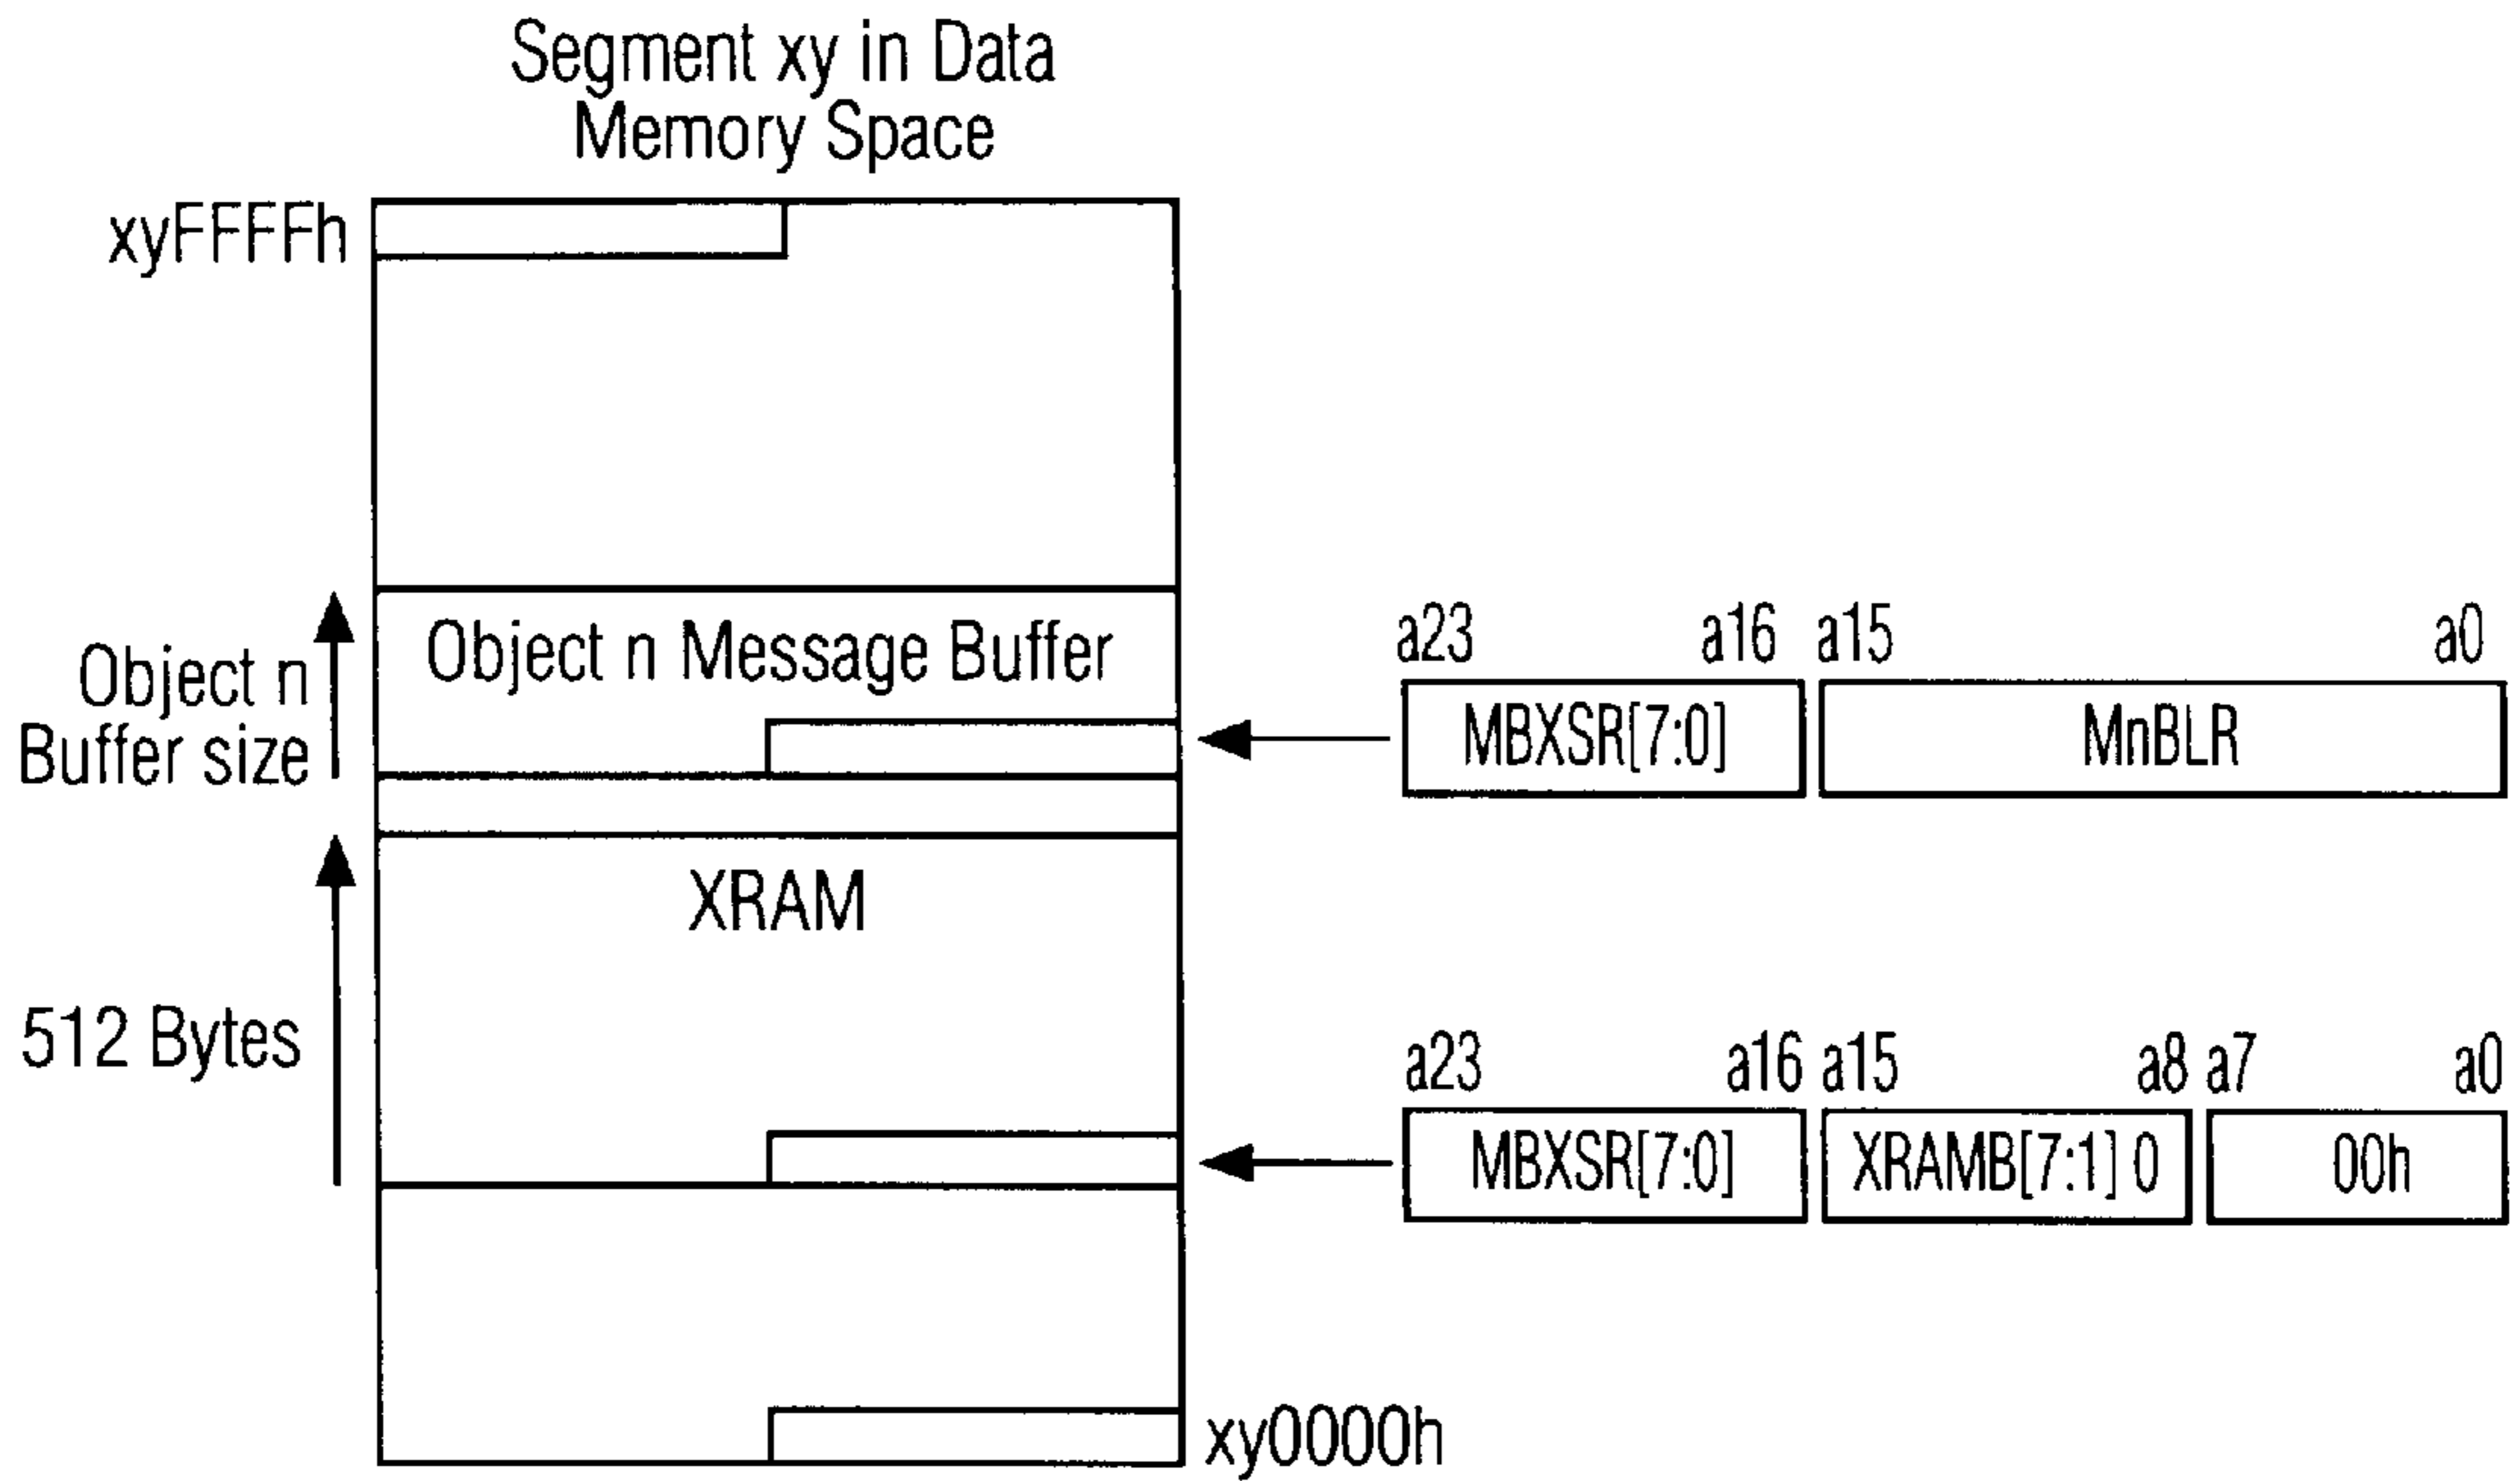 Segment xy in Data
Memory Space
xyFFFFh
Object n
Buffer size
Object n Message Buffer
a23 a16 a15 a0
MBXSR[7:0] MnBLR
XRAM
512 Bytes
a23 a16 a15 a8 a7 a0
MBXSR[7:0] XRAMB[7:1] 0 00h
xy0000h